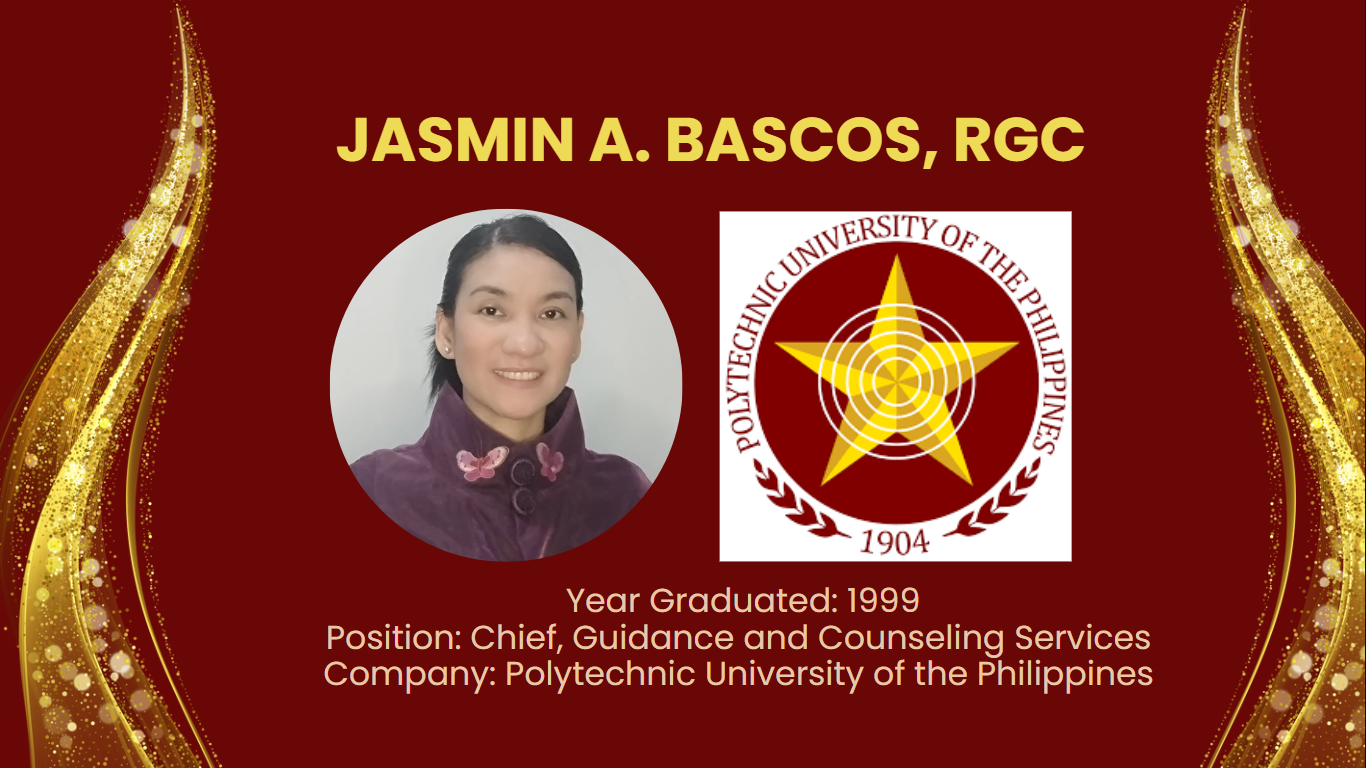 JASMIN A. BASCOS, RGC
POLYTECHNIC UNIVERSITY OF THE PHILIPPINES
1904
Year Graduated: 1999
Position: Chief, Guidance and Counseling Services
Company: Polytechnic University of the Philippines